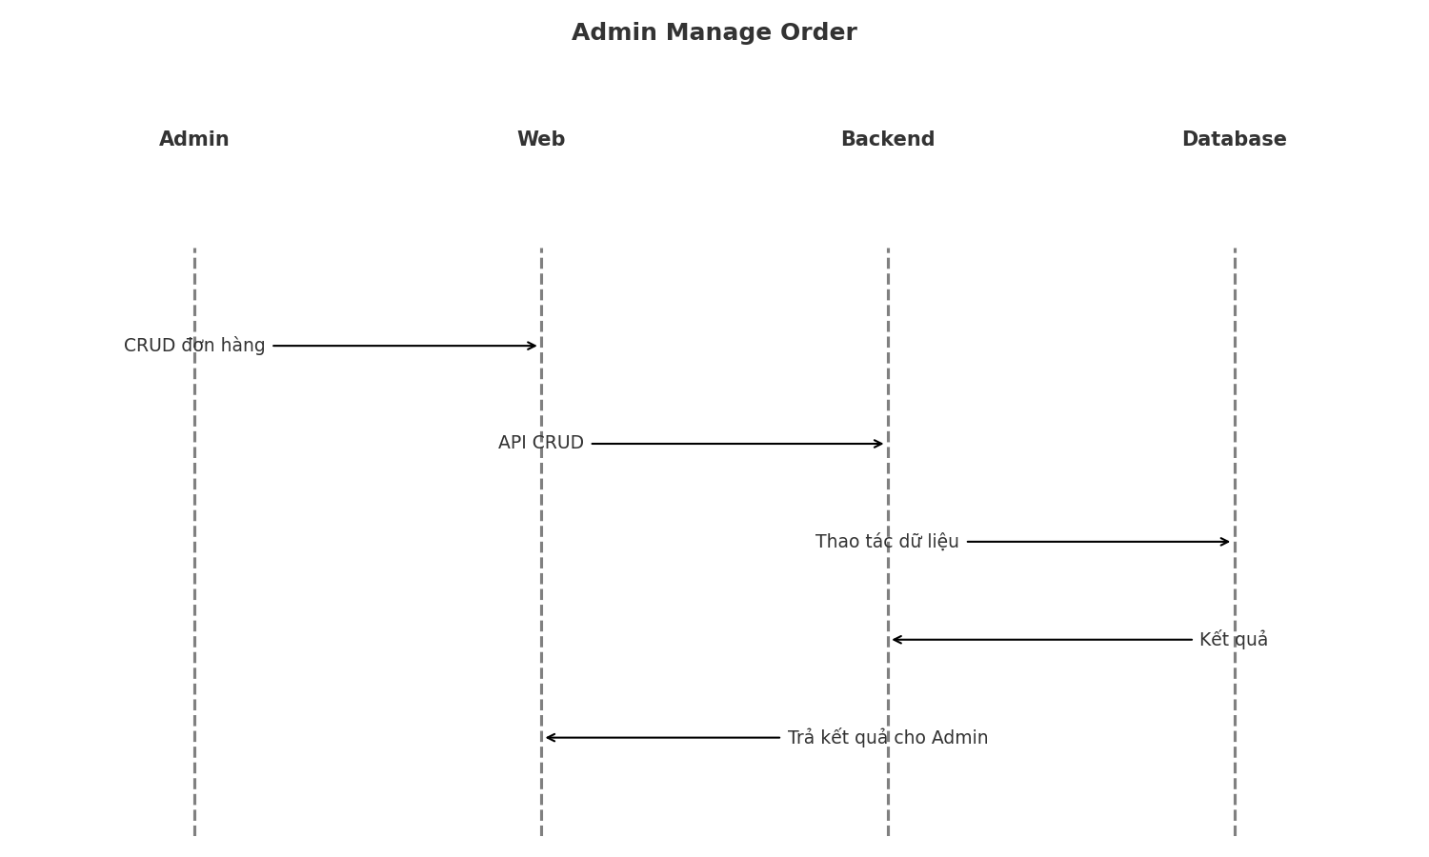 Admin Manage Order
Admin Web Backend Database
CRUD đơn hàng
API CRUD
Thao tác dữ liệu
Kết quả
Trả kết quả cho Admin